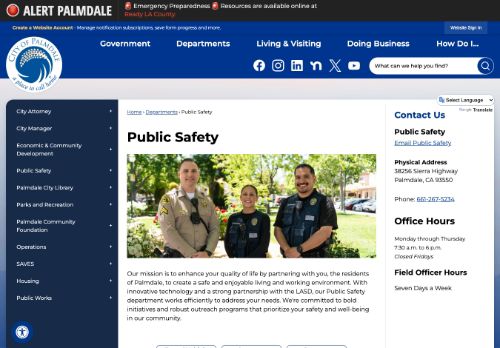 ALERT PALMDALE
🚨 Emergency Preparedness 🚨 Resources are available online at
Ready LA County.
Create a Website Account - Manage notification subscriptions, save form progress and more.
Website Sign In
CITY OF PALMDALE
a place to call home
Government
Departments
Living & Visiting
Doing Business
How Do I...
What can we help you find?
Select Language
Google Translate
City Attorney +
City Manager +
Economic & Community
Development +
Public Safety +
Palmdale City Library +
Parks and Recreation +
Palmdale Community
Foundation +
Operations +
SAVES +
Housing +
Public Works +
Home › Departments › Public Safety
Public Safety
Our mission is to enhance your quality of life by partnering with you, the residents
of Palmdale, to create a safe and enjoyable living and working environment. With
innovative technology and a strong partnership with the LASD, our Public Safety
department works efficiently to address your needs. We're committed to bold
initiatives and robust outreach programs that prioritize your safety and well-being
in our community.
Contact Us
Public Safety
Email Public Safety
Physical Address
38256 Sierra Highway
Palmdale, CA 93550
Phone: 661-267-5234
Office Hours
Monday through Thursday
7:30 a.m. to 6 p.m.
Closed Fridays
Field Officer Hours
Seven Days a Week